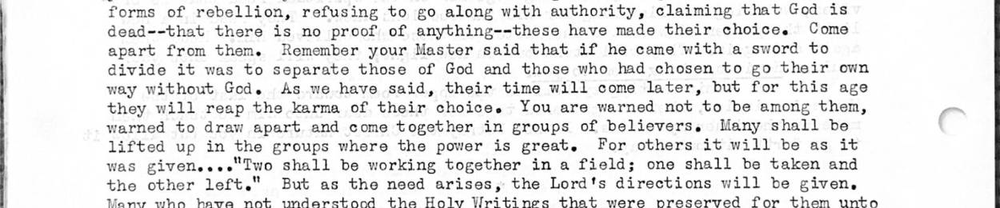 forms of rebellion, refusing to go along with authority, claiming that God is
dead--that there is no proof of anything--these have made their choice.  Come
apart from them.  Remember your Master said that if he came with a sword to
divide it was to separate those of God and those who had chosen to go their own
way without God.  As we have said, their time will come later, but for this age
they will reap the karma of their choice.  You are warned not to be among them,
warned to draw apart and come together in groups of believers.  Many shall be
lifted up in the groups where the power is great.  For others it will be as it
was given...."Two shall be working together in a field; one shall be taken and
the other left."  But as the need arises, the Lord's directions will be given.
Many who have not understood the Holy Writings that were preserved for them unto